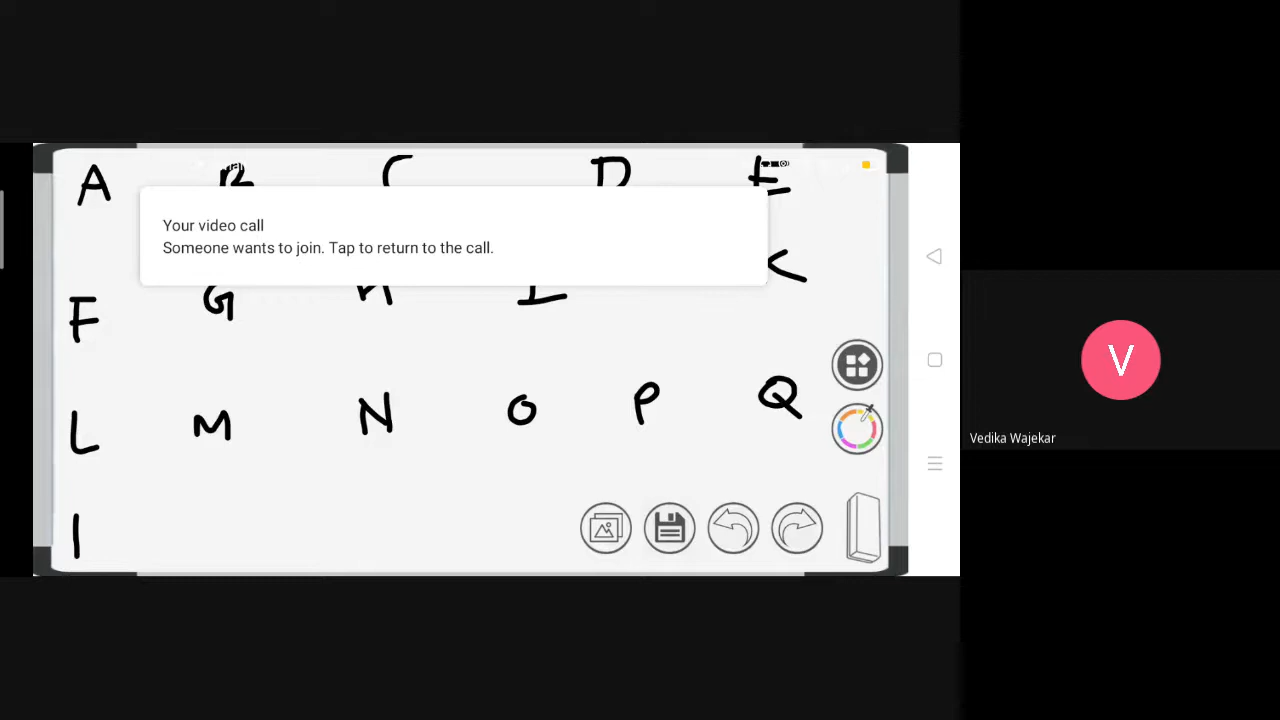 A B C D E
Your video call
Someone wants to join. Tap to return to the call.
F G H I K
L M N O P Q
V
Vedika Wajekar